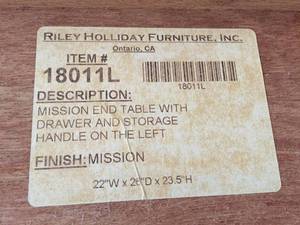 RILEY HOLLIDAY FURNITURE, INC.
Ontario, CA
ITEM #
18011L
18011L
DESCRIPTION:
MISSION END TABLE WITH
DRAWER AND STORAGE
HANDLE ON THE LEFT
FINISH: MISSION
22"W x 26"D x 23.5"H